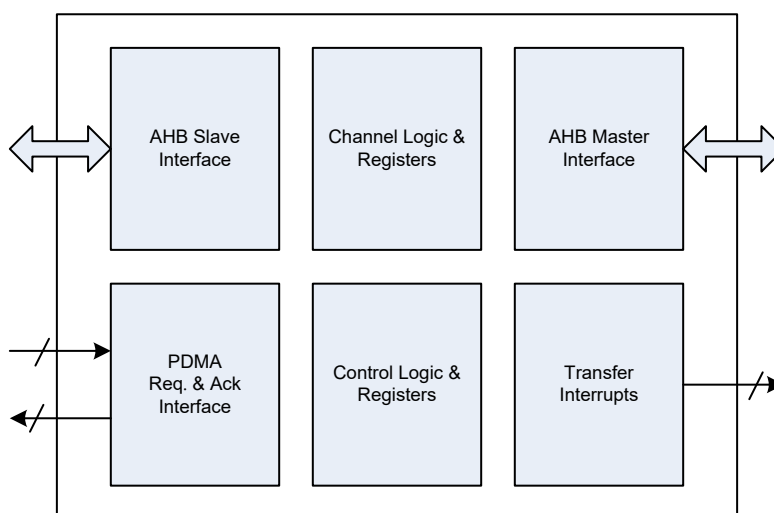 AHB Slave
Interface
Channel Logic &
Registers
AHB Master
Interface
PDMA
Req. & Ack
Interface
Control Logic &
Registers
Transfer
Interrupts